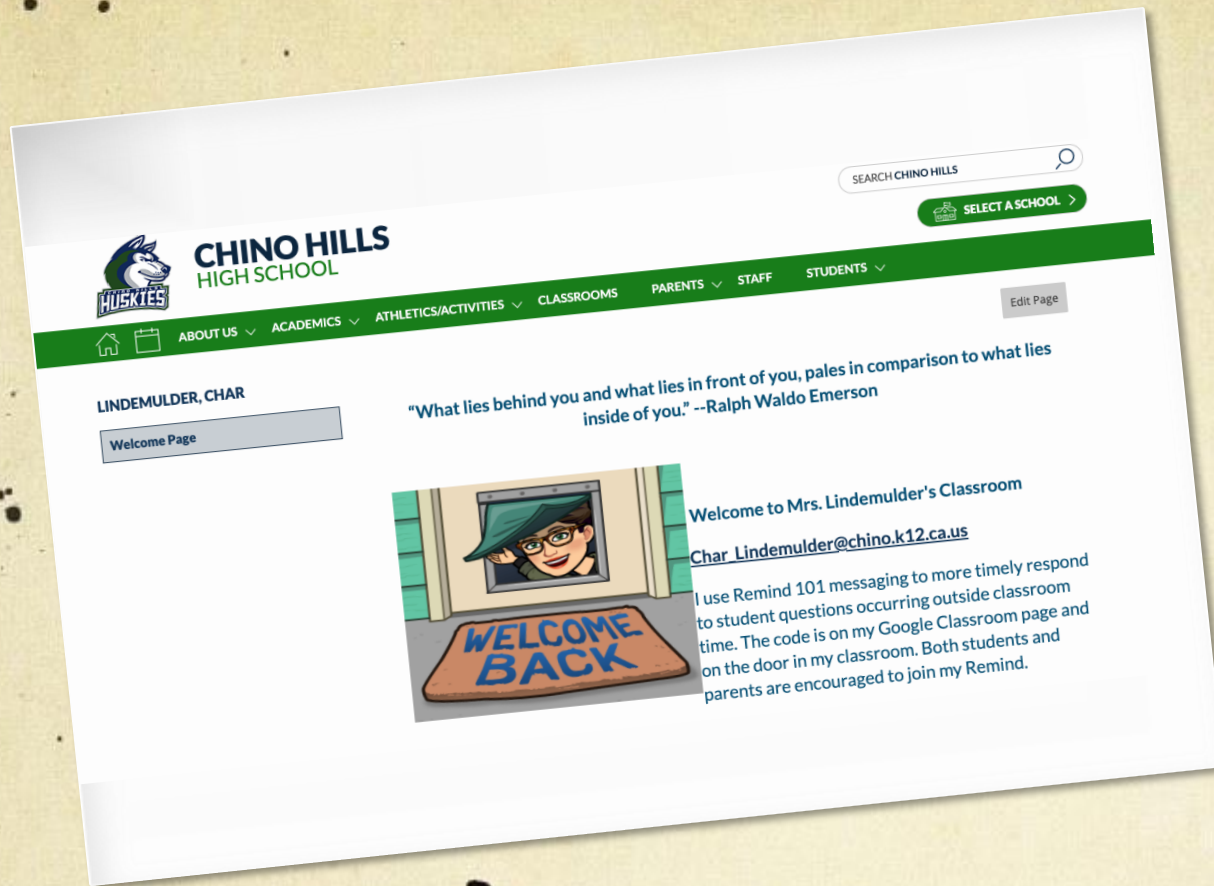 SEARCH CHINO HILLS
SELECT A SCHOOL
CHINO HILLS
HIGH SCHOOL
HUSKIES
ABOUT US
ACADEMICS
ATHLETICS/ACTIVITIES
CLASSROOMS
PARENTS
STAFF
STUDENTS
Edit Page
LINDEMULDER, CHAR
Welcome Page
“What lies behind you and what lies in front of you, pales in comparison to what lies
inside of you.” --Ralph Waldo Emerson
WELCOME
BACK
Welcome to Mrs. Lindemulder's Classroom
Char_Lindemulder@chino.k12.ca.us
I use Remind 101 messaging to more timely respond
to student questions occurring outside classroom
time. The code is on my Google Classroom page and
on the door in my classroom. Both students and
parents are encouraged to join my Remind.